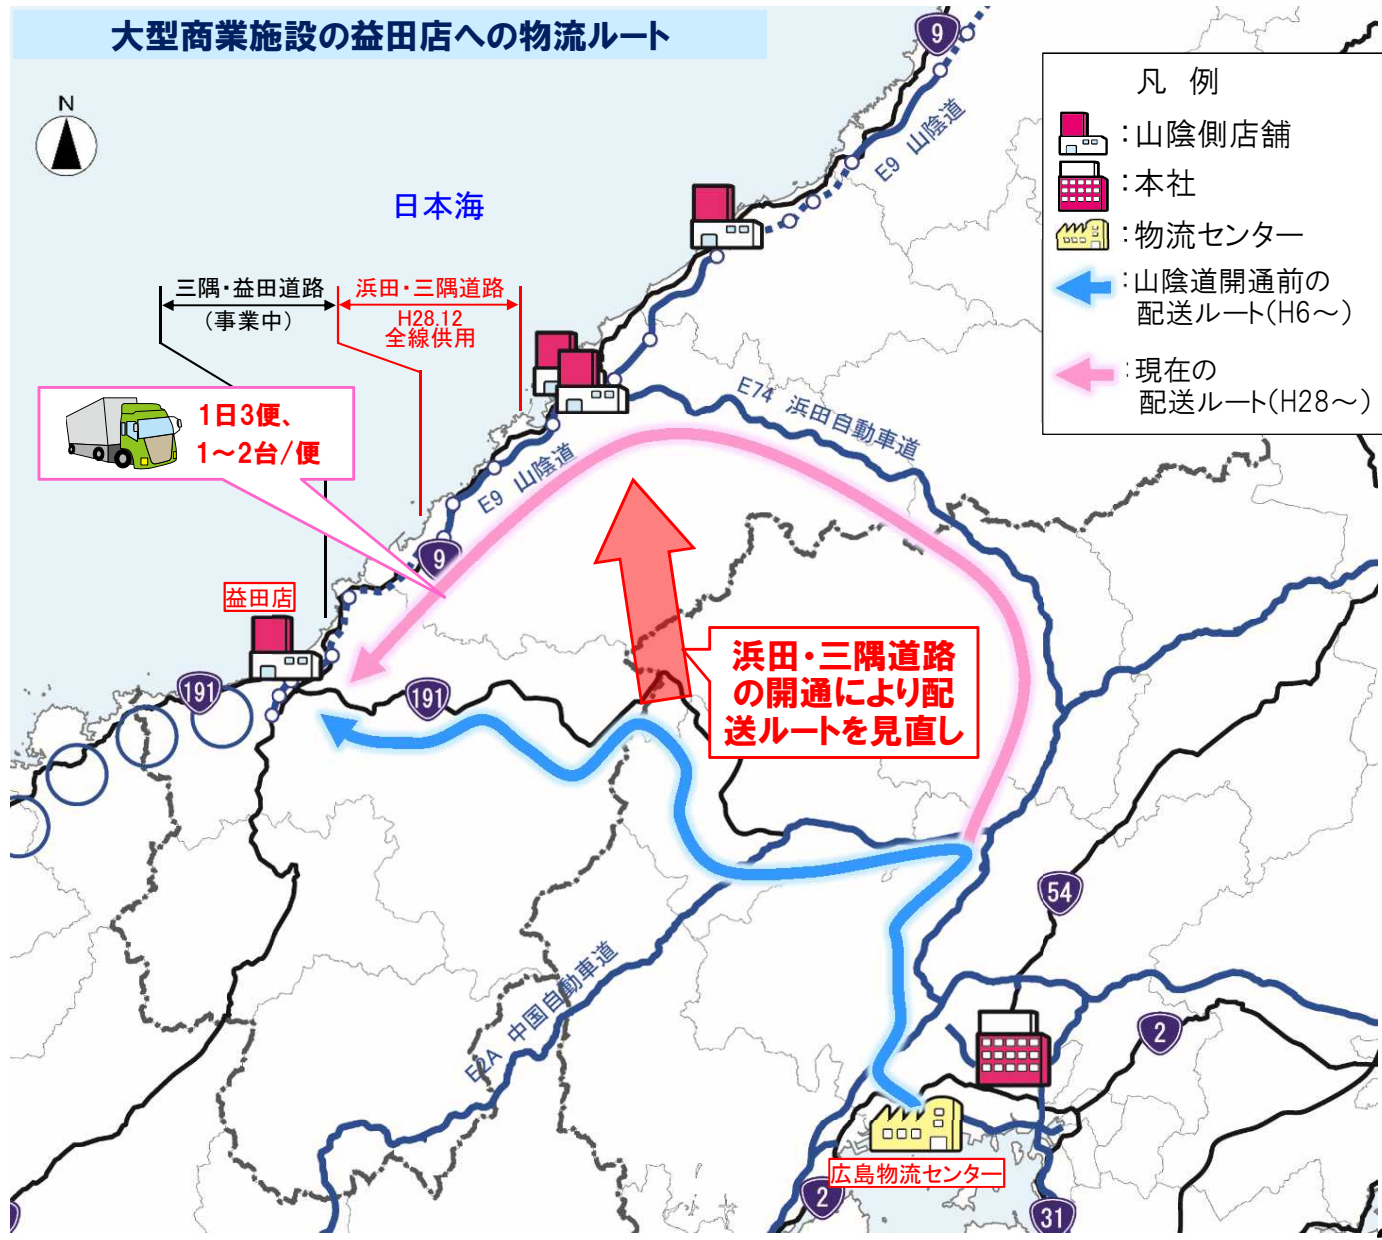 大型商業施設の益田店への物流ルート
N
日本海
凡 例
:山陰側店舗
:本社
:物流センター
:山陰道開通前の
配送ルート(H6～)
:現在の
配送ルート(H28～)
9
E9 山陰道
三隅・益田道路
(事業中)
浜田・三隅道路
H28.12
全線供用
1日3便、
1～2台/便
E74 浜田自動車道
E9 山陰道
9
益田店
191
191
浜田・三隅道路
の開通により配
送ルートを見直し
54
E2A 中国自動車道
2
広島物流センター
2
31